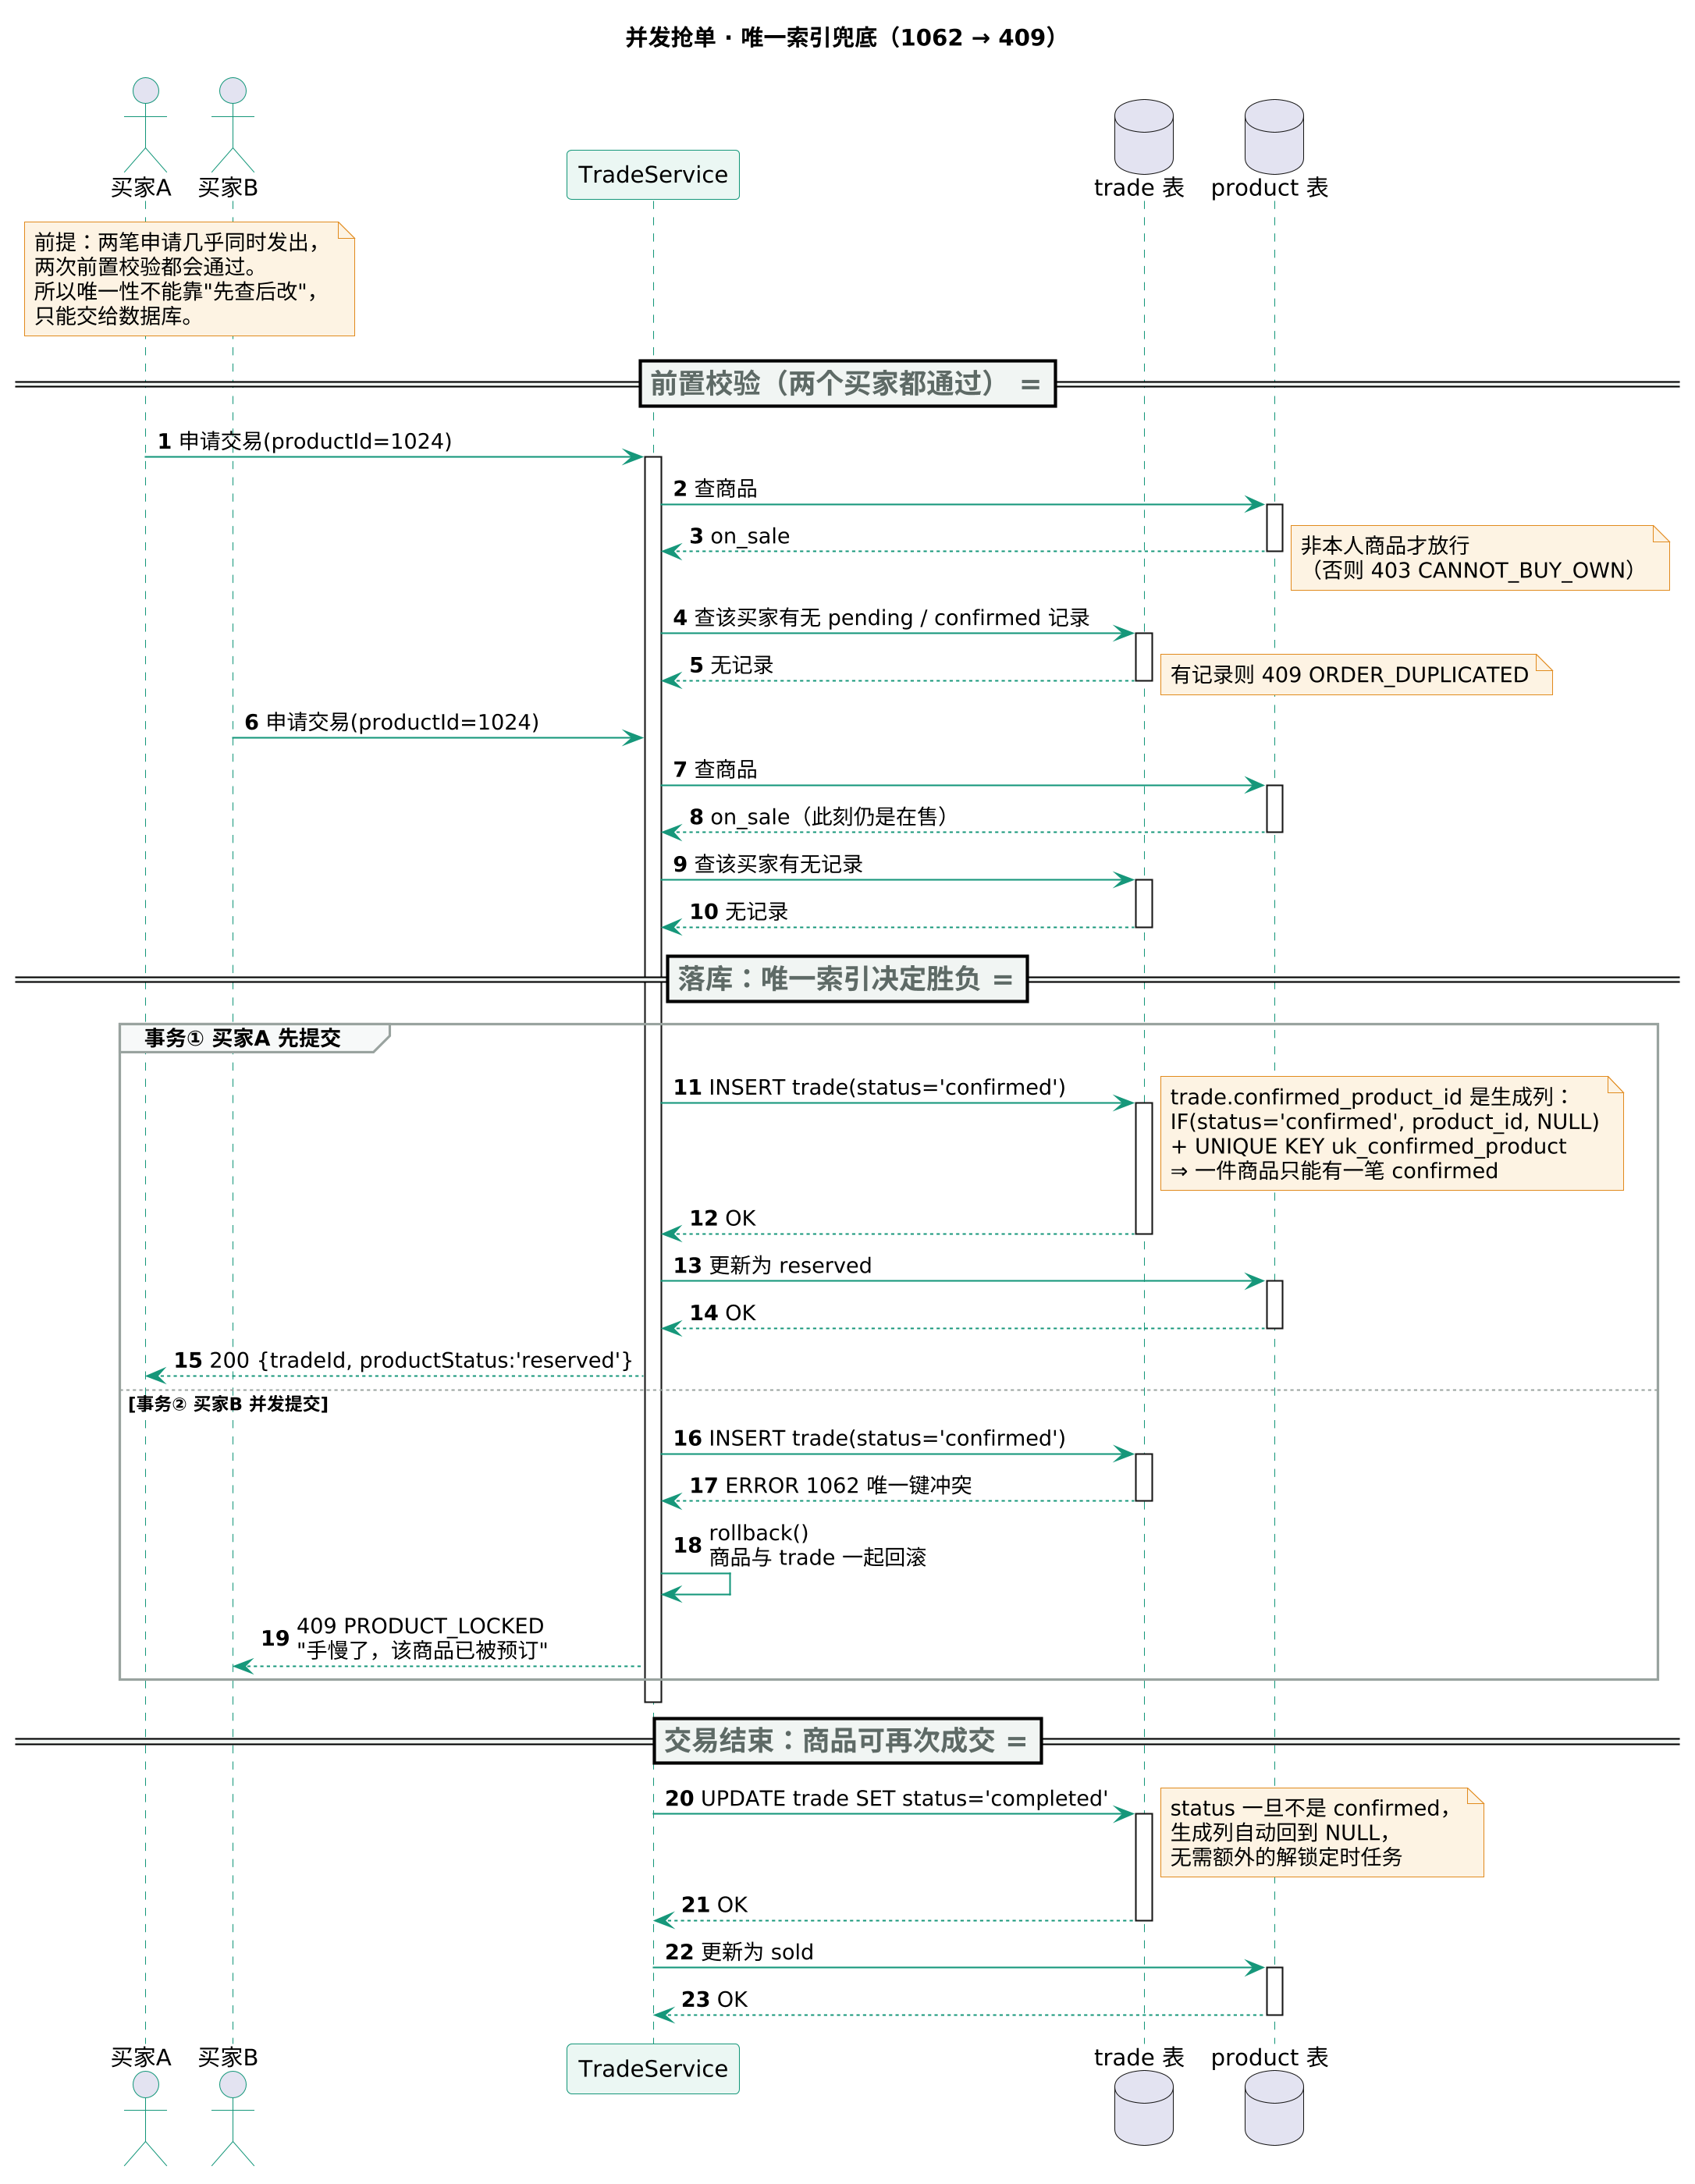 并发抢单 · 唯一索引兜底（1062 → 409）
买家A
买家B
TradeService
trade 表
product 表
前提：两笔申请几乎同时发出，
两次前置校验都会通过。
所以唯一性不能靠"先查后改"，
只能交给数据库。
前置校验（两个买家都通过） =
1 申请交易(productId=1024)
2 查商品
3 on_sale
非本人商品才放行
（否则 403 CANNOT_BUY_OWN）
4 查该买家有无 pending / confirmed 记录
5 无记录
有记录则 409 ORDER_DUPLICATED
6 申请交易(productId=1024)
7 查商品
8 on_sale（此刻仍是在售）
9 查该买家有无记录
10 无记录
落库：唯一索引决定胜负 =
事务① 买家A 先提交
11 INSERT trade(status='confirmed')
trade.confirmed_product_id 是生成列：
IF(status='confirmed', product_id, NULL)
+ UNIQUE KEY uk_confirmed_product
⇒ 一件商品只能有一笔 confirmed
12 OK
13 更新为 reserved
14 OK
15 200 {tradeId, productStatus:'reserved'}
[事务② 买家B 并发提交]
16 INSERT trade(status='confirmed')
17 ERROR 1062 唯一键冲突
18 rollback()
商品与 trade 一起回滚
19 409 PRODUCT_LOCKED
"手慢了，该商品已被预订"
交易结束：商品可再次成交 =
20 UPDATE trade SET status='completed'
status 一旦不是 confirmed，
生成列自动回到 NULL，
无需额外的解锁定时任务
21 OK
22 更新为 sold
23 OK
买家A
买家B
TradeService
trade 表
product 表